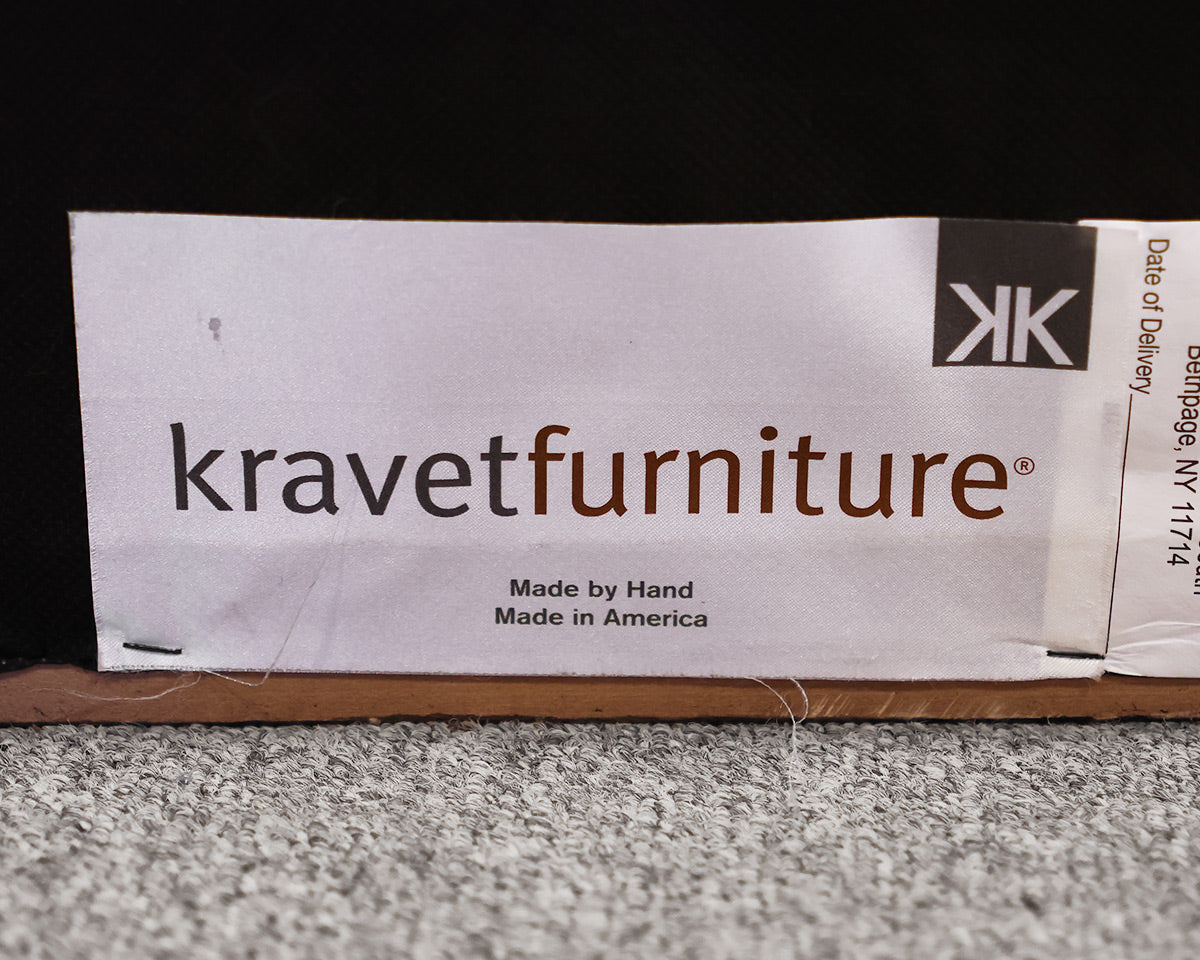 KK
kravetfurniture®
Made by Hand
Made in America
Date of Delivery
Bethpage, NY 11714